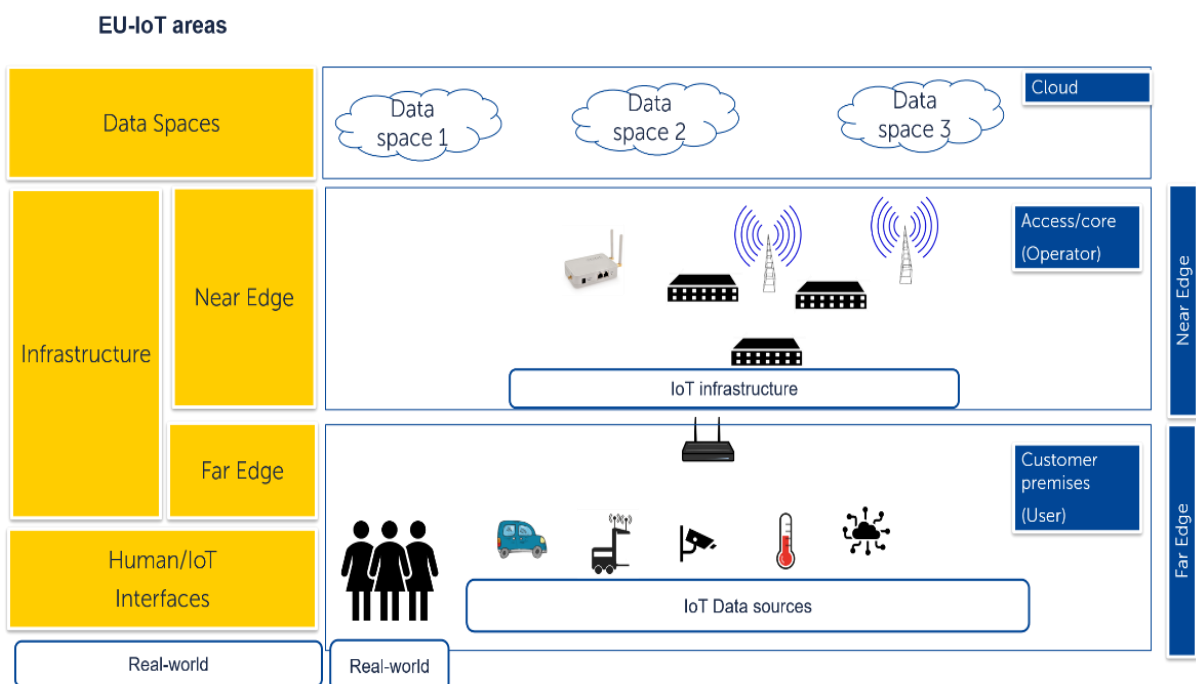 EU-IoT areas
Data Spaces
Data
space 1
Data
space 2
Data
space 3
Cloud
Infrastructure
Near Edge
Access/core
(Operator)
Near Edge
IoT infrastructure
Far Edge
Customer
premises
(User)
Far Edge
Human/IoT
Interfaces
IoT Data sources
Real-world
Real-world